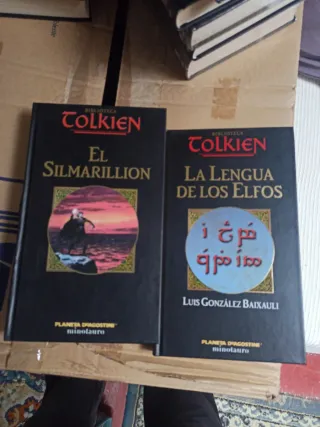 BIBLIOTECA
TOLKIEN
EL
SILMARILLION
PLANETA DEAGOSTINI
minotauro
BIBLIOTECA
TOLKIEN
LA LENGUA
DE LOS ELFOS
LUIS GONZÁLEZ BAIXAULI
PLANETA DEAGOSTINI
minotauro